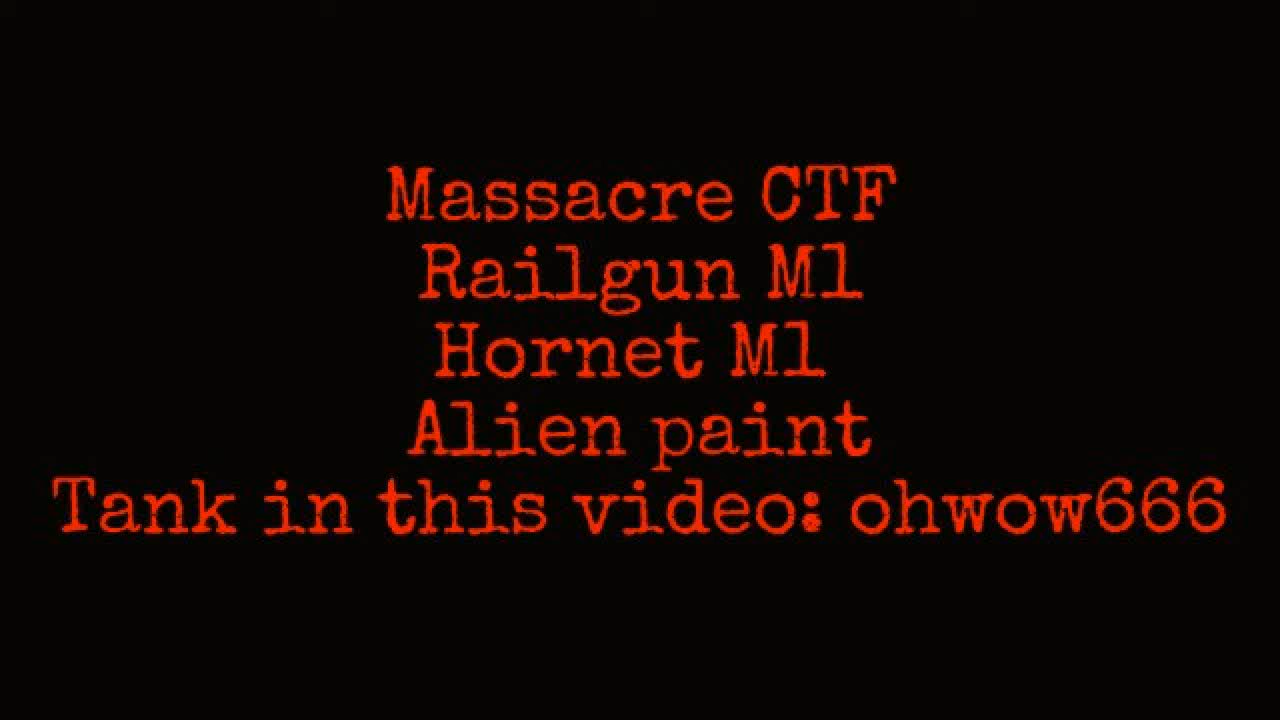 Massacre CTF
Railgun M1
Hornet M1
Alien paint
Tank in this video: ohwow666